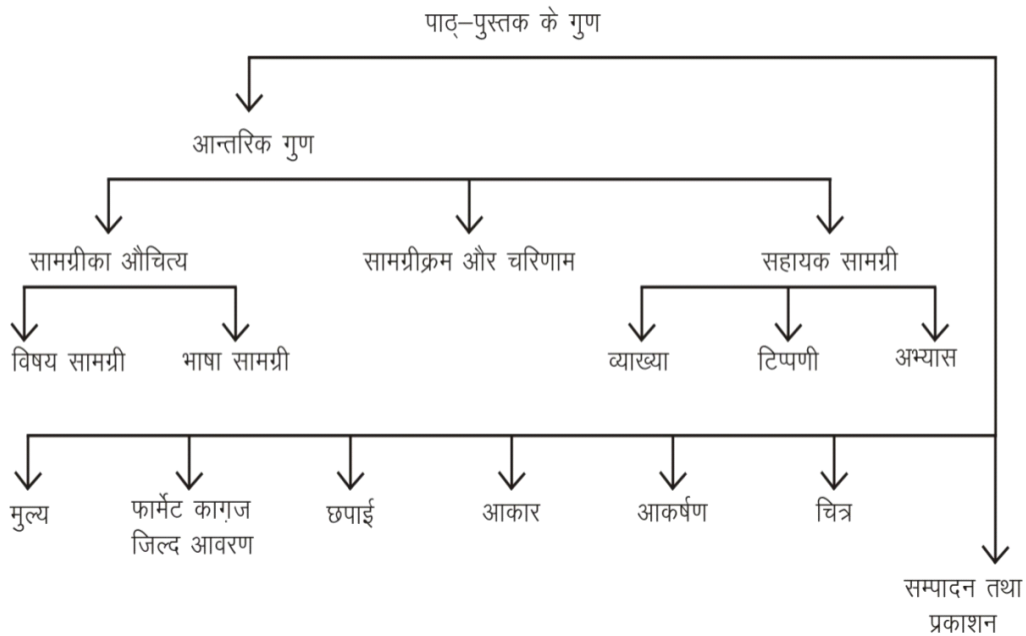 पाठ्–पुस्तक के गुण
आन्तरिक गुण
सामग्रीका औचित्य
सामग्रीक्रम और चरिणाम
सहायक सामग्री
विषय सामग्री
भाषा सामग्री
व्याख्या
टिप्पणी
अभ्यास
मुल्य
फार्मेट काग़ज
जिल्द आवरण
छपाई
आकार
आकर्षण
चित्र
सम्पादन तथा
प्रकाशन